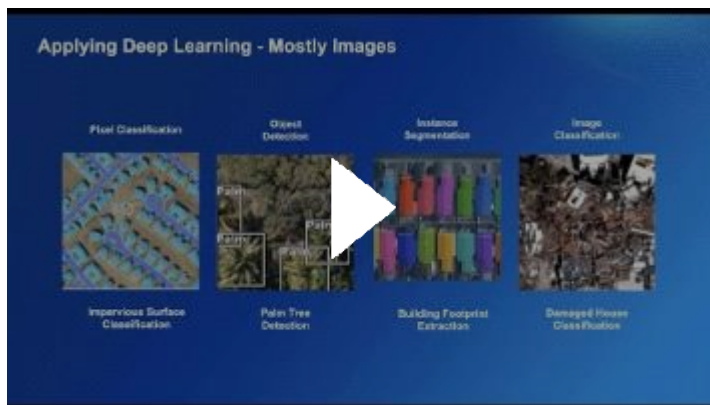 Applying Deep Learning - Mostly Images
Pixel Classification
Object
Detection
Instance
Segmentation
Image
Classification
Palm
Palm
Palm
Palm
Impervious Surface
Classification
Palm Tree
Detection
Building Footprint
Extraction
Damaged House
Classification